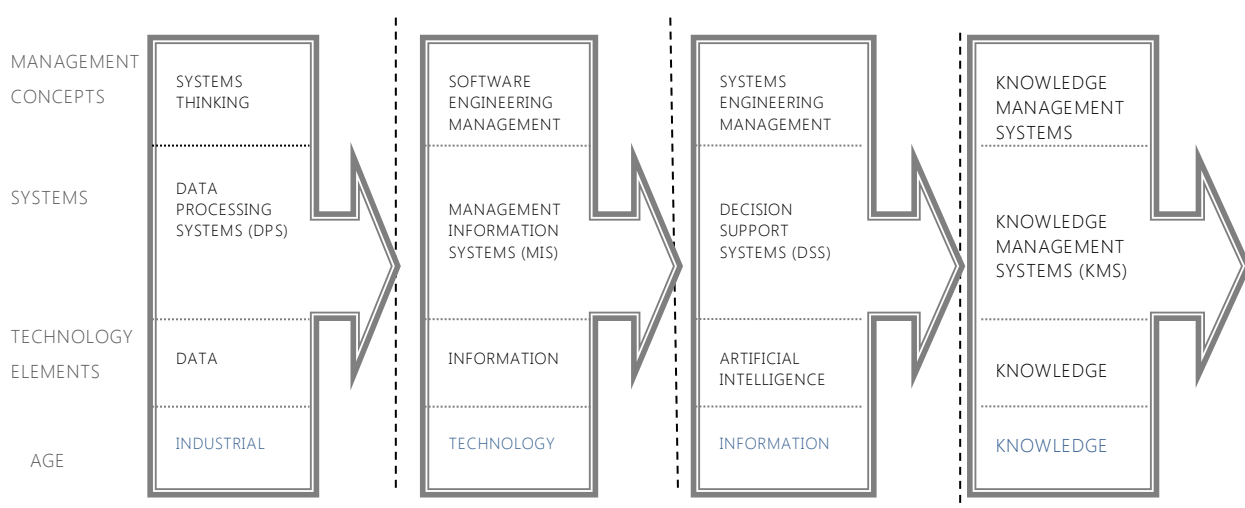 MANAGEMENT
CONCEPTS
SYSTEMS
THINKING
SOFTWARE
ENGINEERING
MANAGEMENT
SYSTEMS
ENGINEERING
MANAGEMENT
KNOWLEDGE
MANAGEMENT
SYSTEMS
SYSTEMS
DATA
PROCESSING
SYSTEMS (DPS)
MANAGEMENT
INFORMATION
SYSTEMS (MIS)
DECISION
SUPPORT
SYSTEMS (DSS)
KNOWLEDGE
MANAGEMENT
SYSTEMS (KMS)
TECHNOLOGY
ELEMENTS
DATA
INFORMATION
ARTIFICIAL
INTELLIGENCE
KNOWLEDGE
AGE
INDUSTRIAL
TECHNOLOGY
INFORMATION
KNOWLEDGE